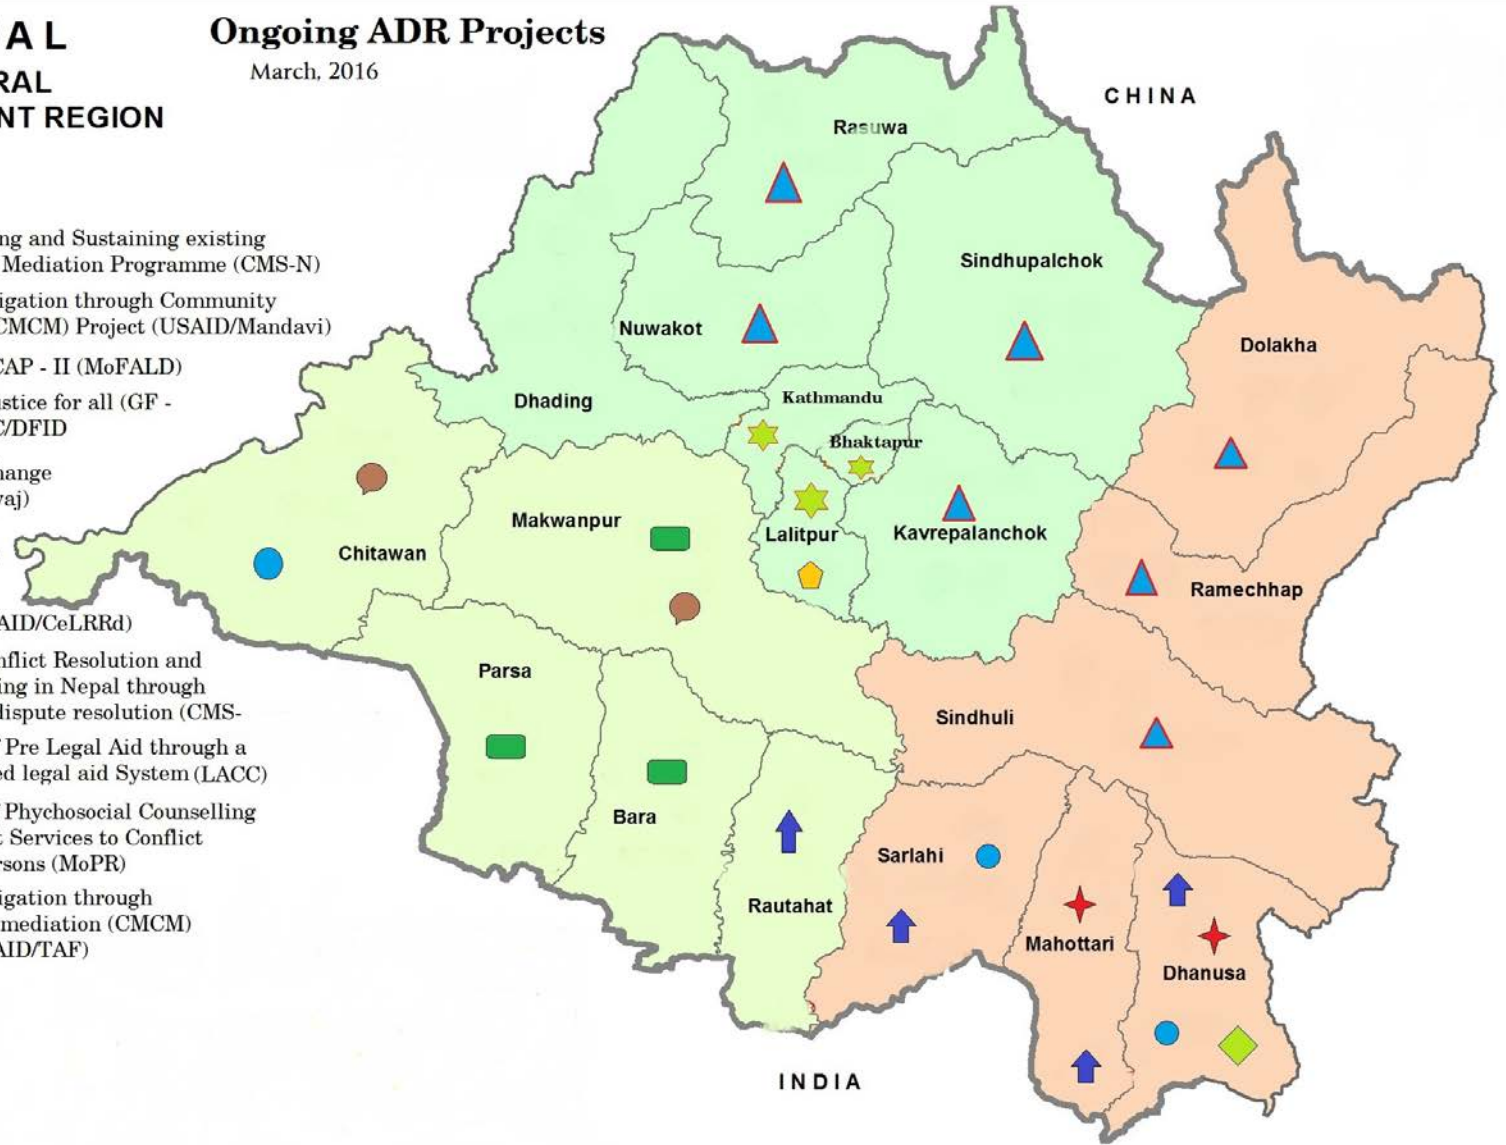 AL
RAL
NT REGION
Ongoing ADR Projects
March, 2016
ng and Sustaining existing
Mediation Programme (CMS-N)
igation through Community
CMCM) Project (USAID/Mandavi)
CAP - II (MoFALD)
stice for all (GF -
C/DFID
hange
vaj)
AID/CeLRRd)
nflict Resolution and
ing in Nepal through
dispute resolution (CMS-
f Pre Legal Aid through a
ed legal aid System (LACC)
f Phychosocial Counselling
t Services to Conflict
rsons (MoPR)
igation through
mediation (CMCM)
AID/TAF)
CHINA
Rasuwa
Sindhupalchok
Nuwakot
Dolakha
Dhading
Kathmandu
Bhaktapur
Makwanpur
Lalitpur
Kavrepalanchok
Chitawan
Ramechhap
Parsa
Sindhuli
Bara
Sarlahi
Rautahat
Mahottari
Dhanusa
INDIA